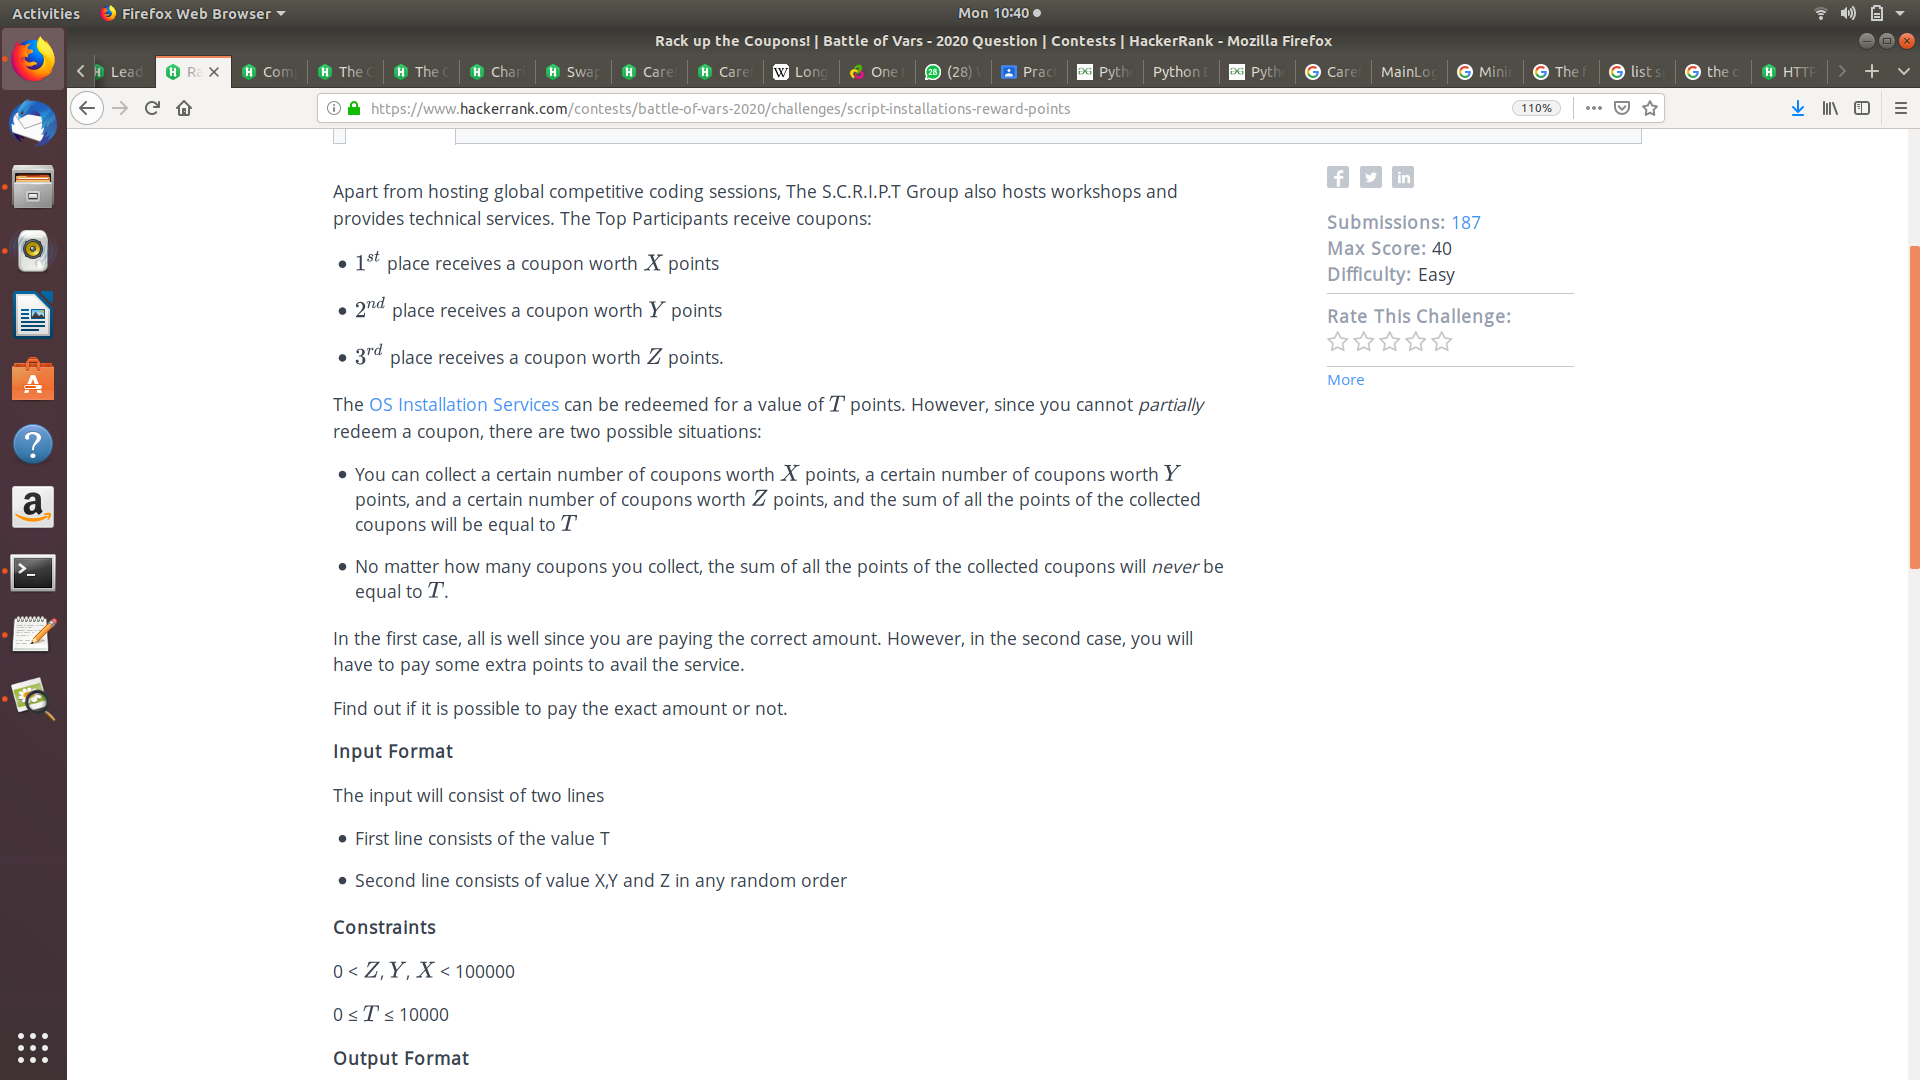 Activities Firefox Web Browser Mon 10:40
Rack up the Coupons! | Battle of Vars - 2020 Question | Contests | HackerRank - Mozilla Firefox
Lead Ra Com The The Char Swap Care Care Long One (28) Prac Pyth Python Pyth Care MainLog Mini The f list s the c HTTP
https://www.hackerrank.com/contests/battle-of-vars-2020/challenges/script-installations-reward-points 110%
Apart from hosting global competitive coding sessions, The S.C.R.I.P.T Group also hosts workshops and
provides technical services. The Top Participants receive coupons:
• 1st place receives a coupon worth X points
• 2nd place receives a coupon worth Y points
• 3rd place receives a coupon worth Z points.
The OS Installation Services can be redeemed for a value of T points. However, since you cannot partially
redeem a coupon, there are two possible situations:
• You can collect a certain number of coupons worth X points, a certain number of coupons worth Y
points, and a certain number of coupons worth Z points, and the sum of all the points of the collected
coupons will be equal to T
• No matter how many coupons you collect, the sum of all the points of the collected coupons will never be
equal to T.
In the first case, all is well since you are paying the correct amount. However, in the second case, you will
have to pay some extra points to avail the service.
Find out if it is possible to pay the exact amount or not.
Input Format
The input will consist of two lines
• First line consists of the value T
• Second line consists of value X,Y and Z in any random order
Constraints
0 < Z, Y, X < 100000
0 ≤ T ≤ 10000
Output Format
Submissions: 187
Max Score: 40
Difficulty: Easy
Rate This Challenge:
More